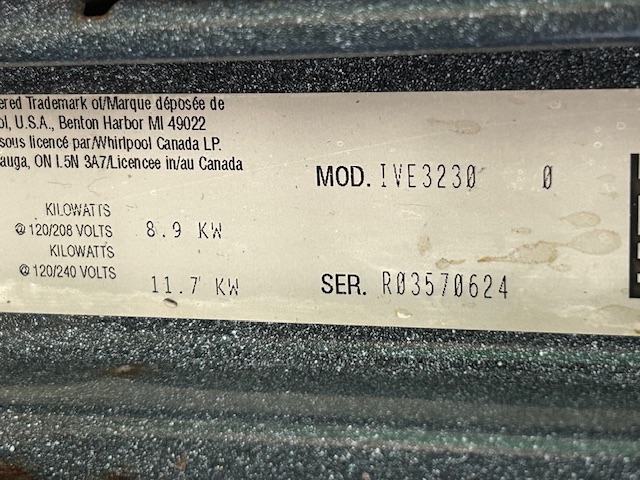 ered Trademark of/Marque déposée de
ol, U.S.A., Benton Harbor MI 49022
sous licencé par/Whirlpool Canada LP.
auga, ON L5N 3A7/Licencee in/au Canada
MOD. IVE3230 0
KILOWATTS
@ 120/208 VOLTS 8.9 KW
KILOWATTS
@ 120/240 VOLTS 11.7 KW
SER. R03570624